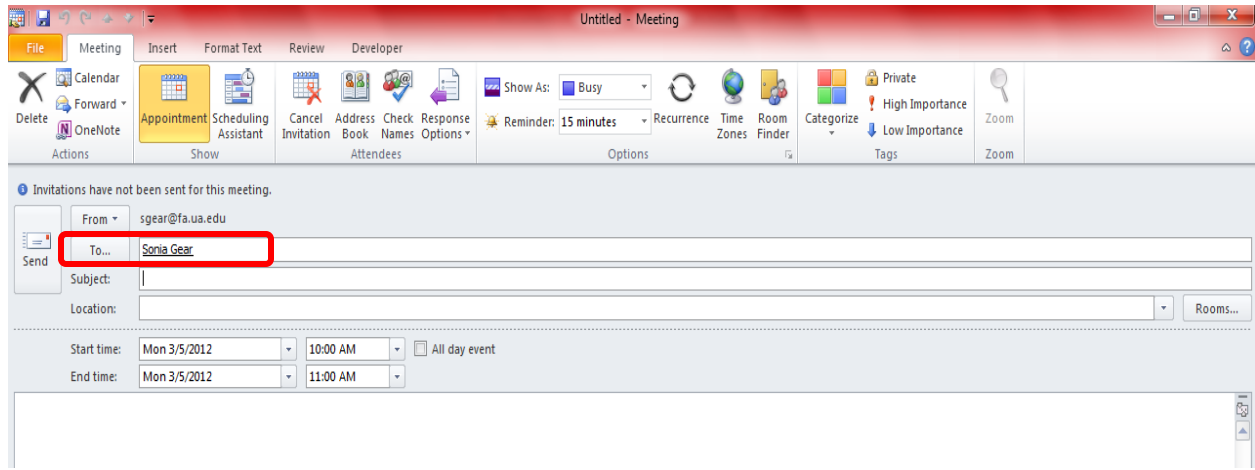 Untitled - Meeting
File Meeting Insert Format Text Review Developer
Delete
Calendar
Forward
OneNote
Actions
Appointment
Scheduling Assistant
Show
Cancel Invitation
Address Book
Check Names
Response Options
Attendees
Show As: Busy
Reminder: 15 minutes
Recurrence
Time Zones
Room Finder
Options
Categorize
Private
High Importance
Low Importance
Tags
Zoom
Zoom
Invitations have not been sent for this meeting.
Send
From sgear@fa.ua.edu
To... Sonia Gear
Subject:
Location: Rooms...
Start time: Mon 3/5/2012 10:00 AM All day event
End time: Mon 3/5/2012 11:00 AM